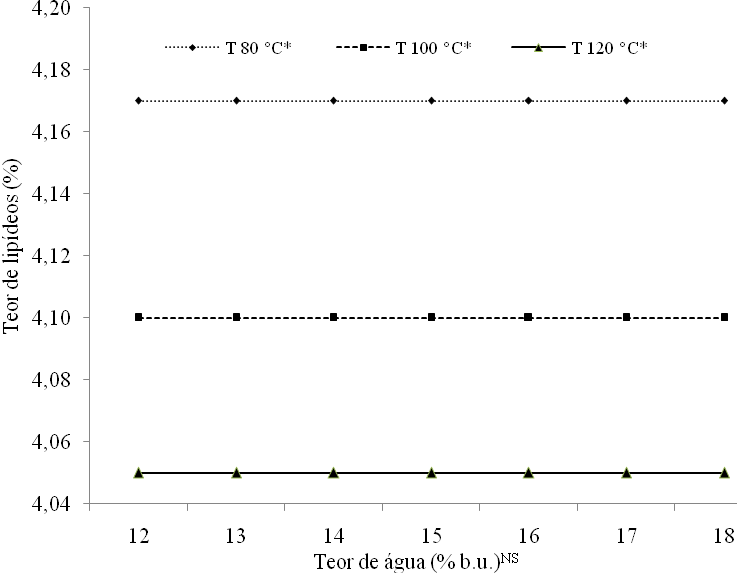 4,20
T 80 °C* T 100 °C* T 120 °C*
4,18
4,16
4,14
4,12
4,10
4,08
4,06
4,04
Teor de lipídeos (%)
12 13 14 15 16 17 18
Teor de água (% b.u.)NS